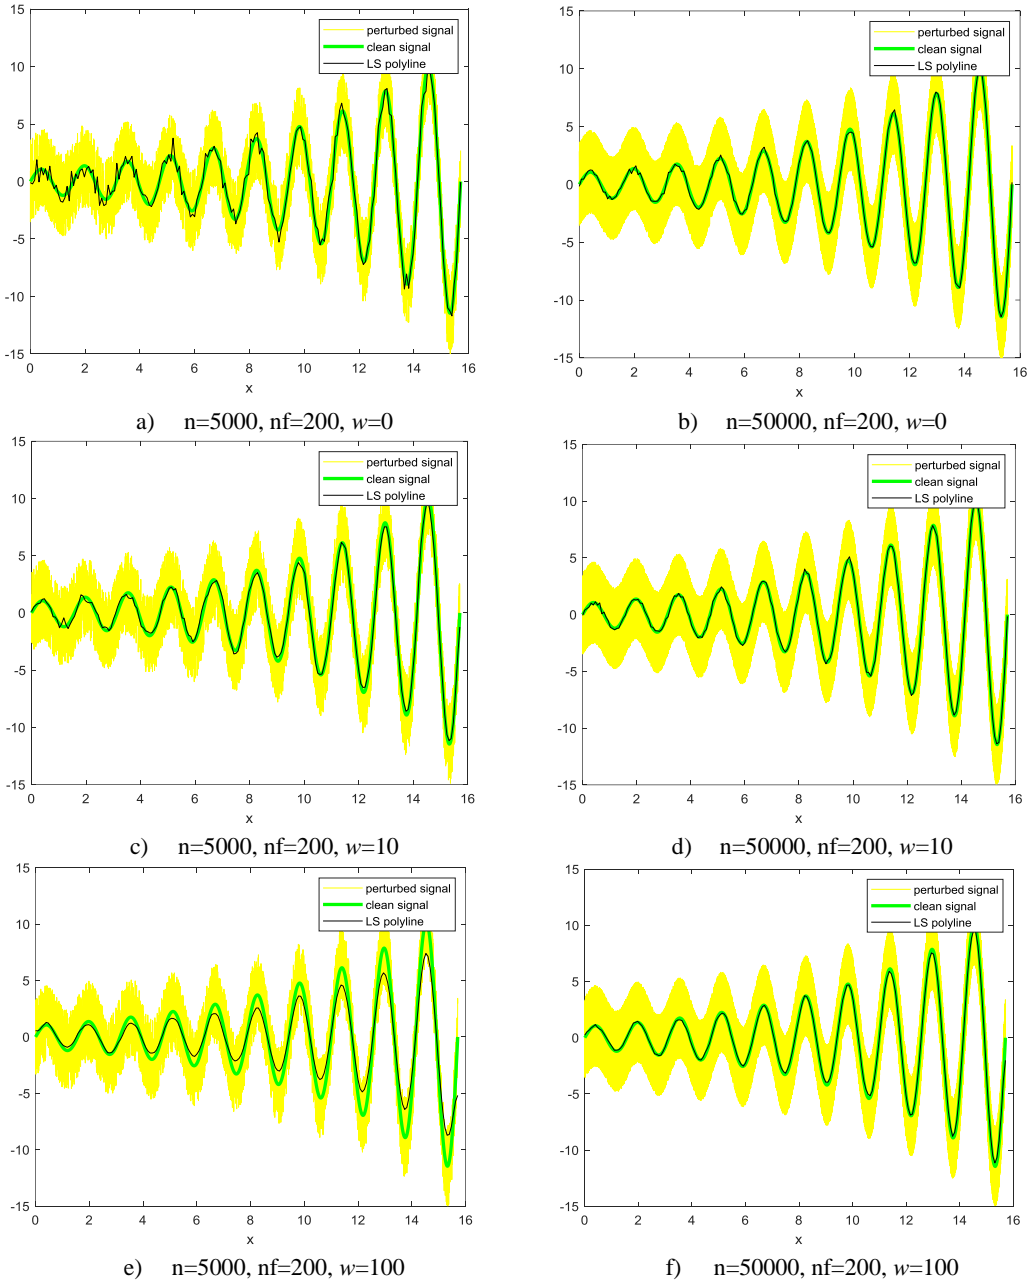 perturbed signal
clean signal
LS polyline
15
10
5
0
-5
-10
-15
0 2 4 6 8 10 12 14 16
x
a) n=5000, nf=200, w=0
perturbed signal
clean signal
LS polyline
15
10
5
0
-5
-10
-15
0 2 4 6 8 10 12 14 16
x
b) n=50000, nf=200, w=0
perturbed signal
clean signal
LS polyline
15
10
5
0
-5
-10
-15
0 2 4 6 8 10 12 14 16
x
c) n=5000, nf=200, w=10
perturbed signal
clean signal
LS polyline
15
10
5
0
-5
-10
-15
0 2 4 6 8 10 12 14 16
x
d) n=50000, nf=200, w=10
perturbed signal
clean signal
LS polyline
15
10
5
0
-5
-10
-15
0 2 4 6 8 10 12 14 16
x
e) n=5000, nf=200, w=100
perturbed signal
clean signal
LS polyline
15
10
5
0
-5
-10
-15
0 2 4 6 8 10 12 14 16
x
f) n=50000, nf=200, w=100